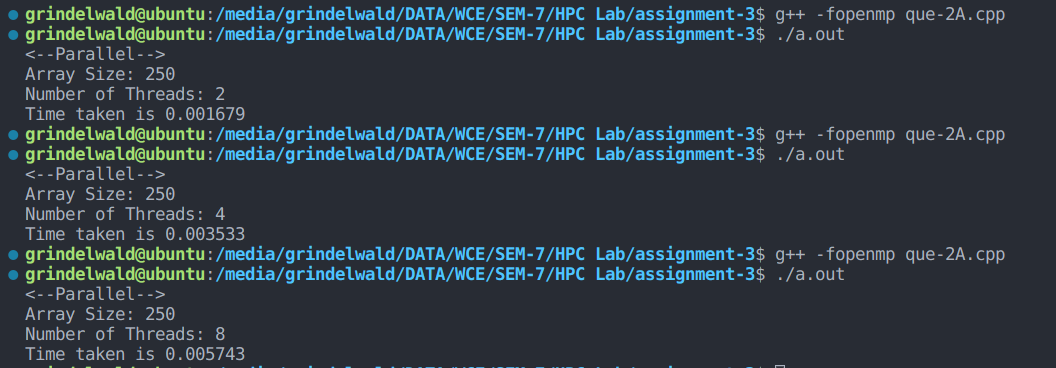 grindelwald@ubuntu:/media/grindelwald/DATA/WCE/SEM-7/HPC Lab/assignment-3$ g++ -fopenmp que-2A.cpp
grindelwald@ubuntu:/media/grindelwald/DATA/WCE/SEM-7/HPC Lab/assignment-3$ ./a.out
<--Parallel-->
Array Size: 250
Number of Threads: 2
Time taken is 0.001679
grindelwald@ubuntu:/media/grindelwald/DATA/WCE/SEM-7/HPC Lab/assignment-3$ g++ -fopenmp que-2A.cpp
grindelwald@ubuntu:/media/grindelwald/DATA/WCE/SEM-7/HPC Lab/assignment-3$ ./a.out
<--Parallel-->
Array Size: 250
Number of Threads: 4
Time taken is 0.003533
grindelwald@ubuntu:/media/grindelwald/DATA/WCE/SEM-7/HPC Lab/assignment-3$ g++ -fopenmp que-2A.cpp
grindelwald@ubuntu:/media/grindelwald/DATA/WCE/SEM-7/HPC Lab/assignment-3$ ./a.out
<--Parallel-->
Array Size: 250
Number of Threads: 8
Time taken is 0.005743